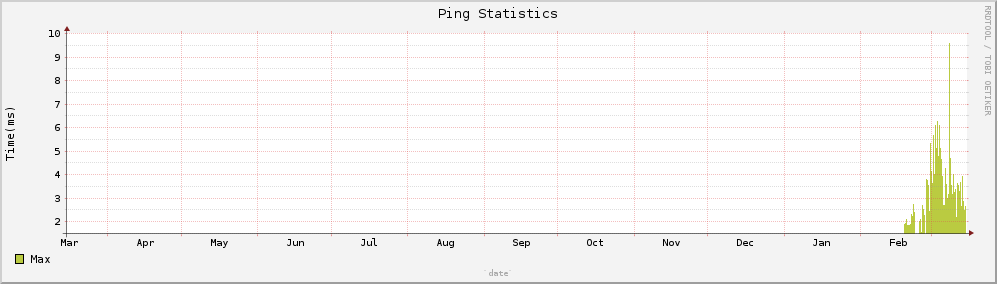 Ping Statistics
RRDTOOL / TOBI OETIKER
Time(ms)
10
9
8
7
6
5
4
3
2
Mar Apr May Jun Jul Aug Sep Oct Nov Dec Jan Feb
Max
`date`